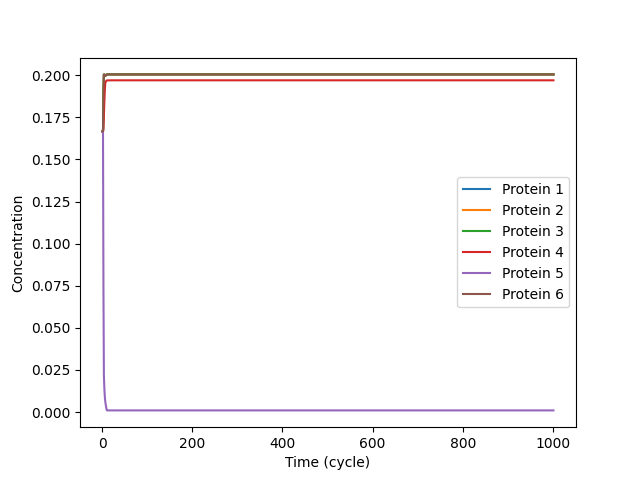 0.200
0.175
0.150
0.125
0.100
0.075
0.050
0.025
0.000
Concentration
Protein 1
Protein 2
Protein 3
Protein 4
Protein 5
Protein 6
0 200 400 600 800 1000
Time (cycle)